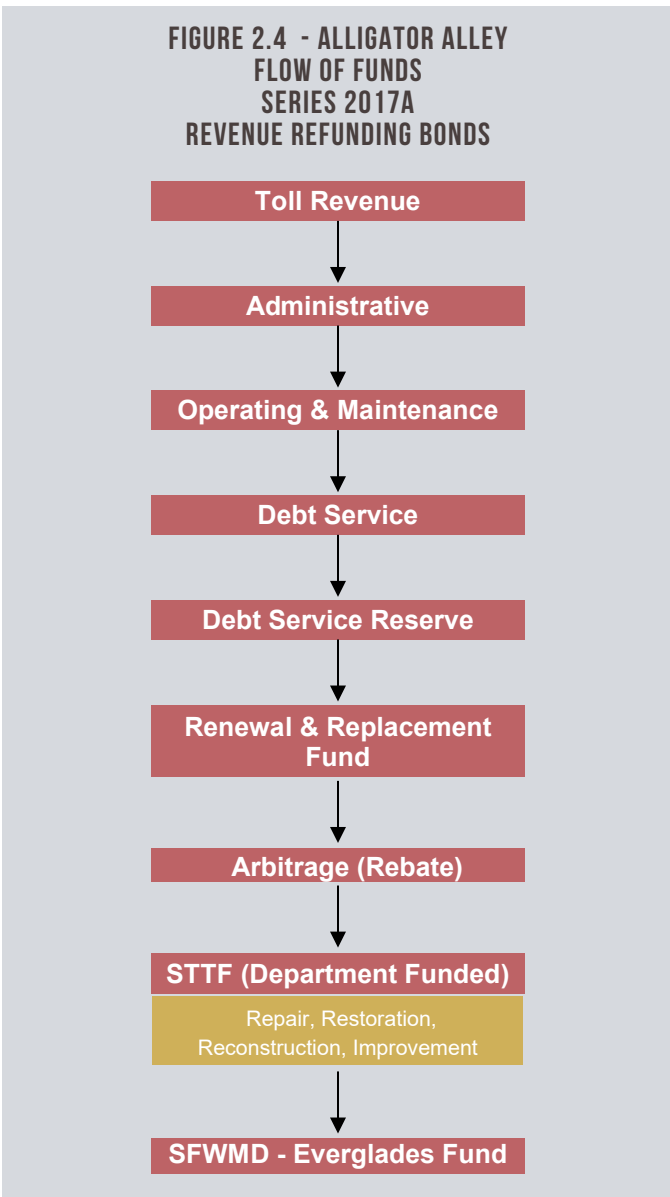 FIGURE 2.4 - ALLIGATOR ALLEY
FLOW OF FUNDS
SERIES 2017A
REVENUE REFUNDING BONDS
Toll Revenue
Administrative
Operating & Maintenance
Debt Service
Debt Service Reserve
Renewal & Replacement
Fund
Arbitrage (Rebate)
STTF (Department Funded)
Repair, Restoration,
Reconstruction, Improvement
SFWMD - Everglades Fund